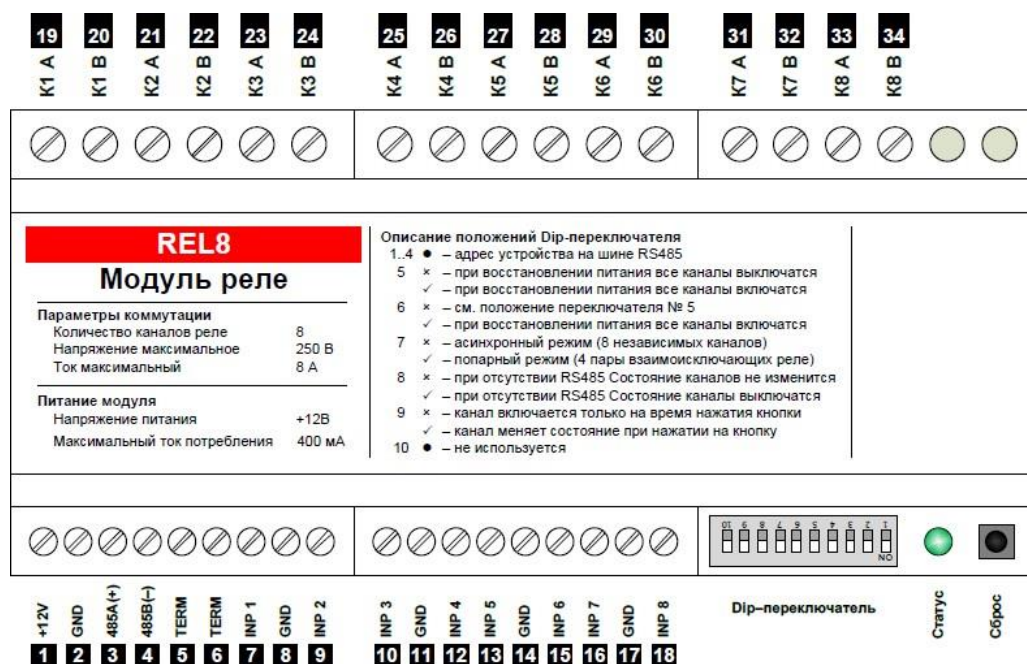 19 20 21 22 23 24 25 26 27 28 29 30 31 32 33 34
K1 A K1 B K2 A K2 B K3 A K3 B K4 A K4 B K5 A K5 B K6 A K6 B K7 A K7 B K8 A K8 B
REL8
Модуль реле
Параметры коммутации
Количество каналов реле 8
Напряжение максимальное 250 В
Ток максимальный 8 А
Питание модуля
Напряжение питания +12В
Максимальный ток потребления 400 мА
Описание положений Dip-переключателя
1..4 ● – адрес устройства на шине RS485
5 × – при восстановлении питания все каналы выключатся
✓ – при восстановлении питания все каналы включатся
6 × – см. положение переключателя № 5
✓ – при восстановлении питания все каналы включатся
7 × – асинхронный режим (8 независимых каналов)
✓ – попарный режим (4 пары взаимоисключающих реле)
8 × – при отсутствии RS485 Состояние каналов не изменится
✓ – при отсутствии RS485 Состояние каналы выключатся
9 × – канал включается только на время нажатия кнопки
✓ – канал меняет состояние при нажатии на кнопку
10 ● – не используется
10 9 8 7 6 5 4 3 2 1
ON
+12V GND 485A(+) 485B(–) TERM TERM INP 1 GND INP 2 INP 3 GND INP 4 INP 5 GND INP 6 INP 7 GND INP 8
Dip–переключатель
Статус
Сброс
1 2 3 4 5 6 7 8 9 10 11 12 13 14 15 16 17 18